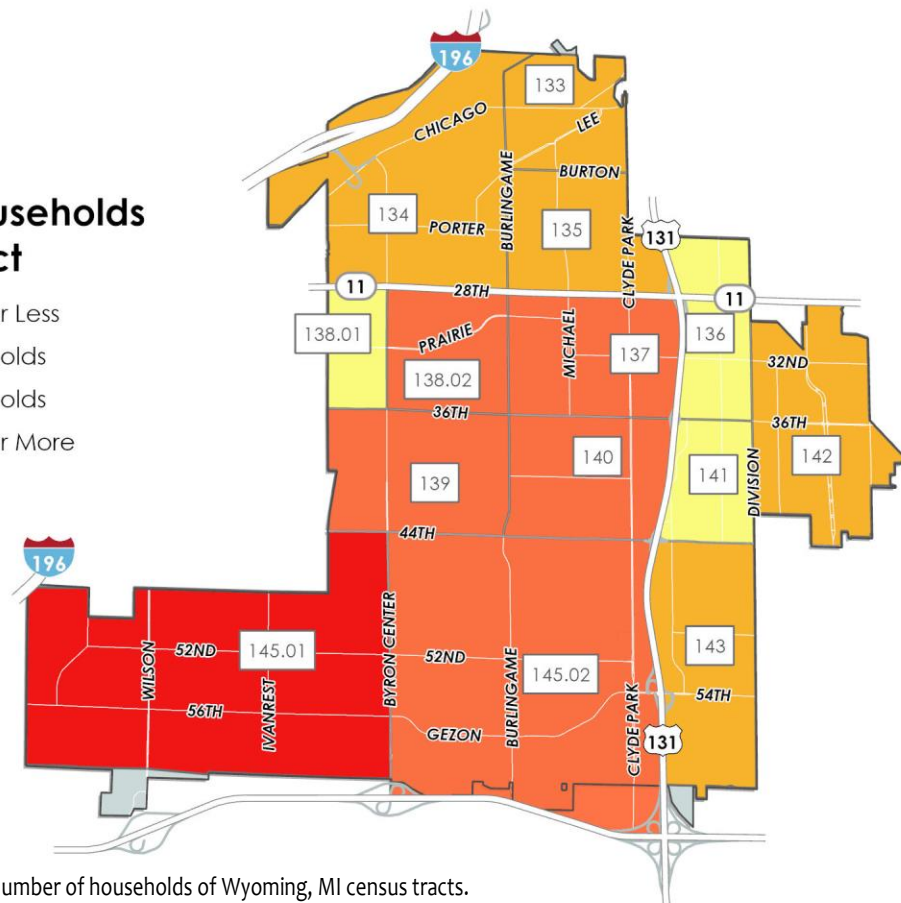 196
133
CHICAGO
LEE
BURTON
BURLINGAME
useholds
ct
134
PORTER
135
CLYDE PARK
131
r Less
olds
olds
r More
11
28TH
11
138.01
PRAIRIE
MICHAEL
137
136
32ND
138.02
36TH
36TH
139
140
141
142
DIVISION
44TH
196
WILSON
52ND
145.01
IVANREST
BYRON CENTER
52ND
BURLINGAME
145.02
143
54TH
56TH
GEZON
CLYDE PARK
131
umber of households of Wyoming, MI census tracts.